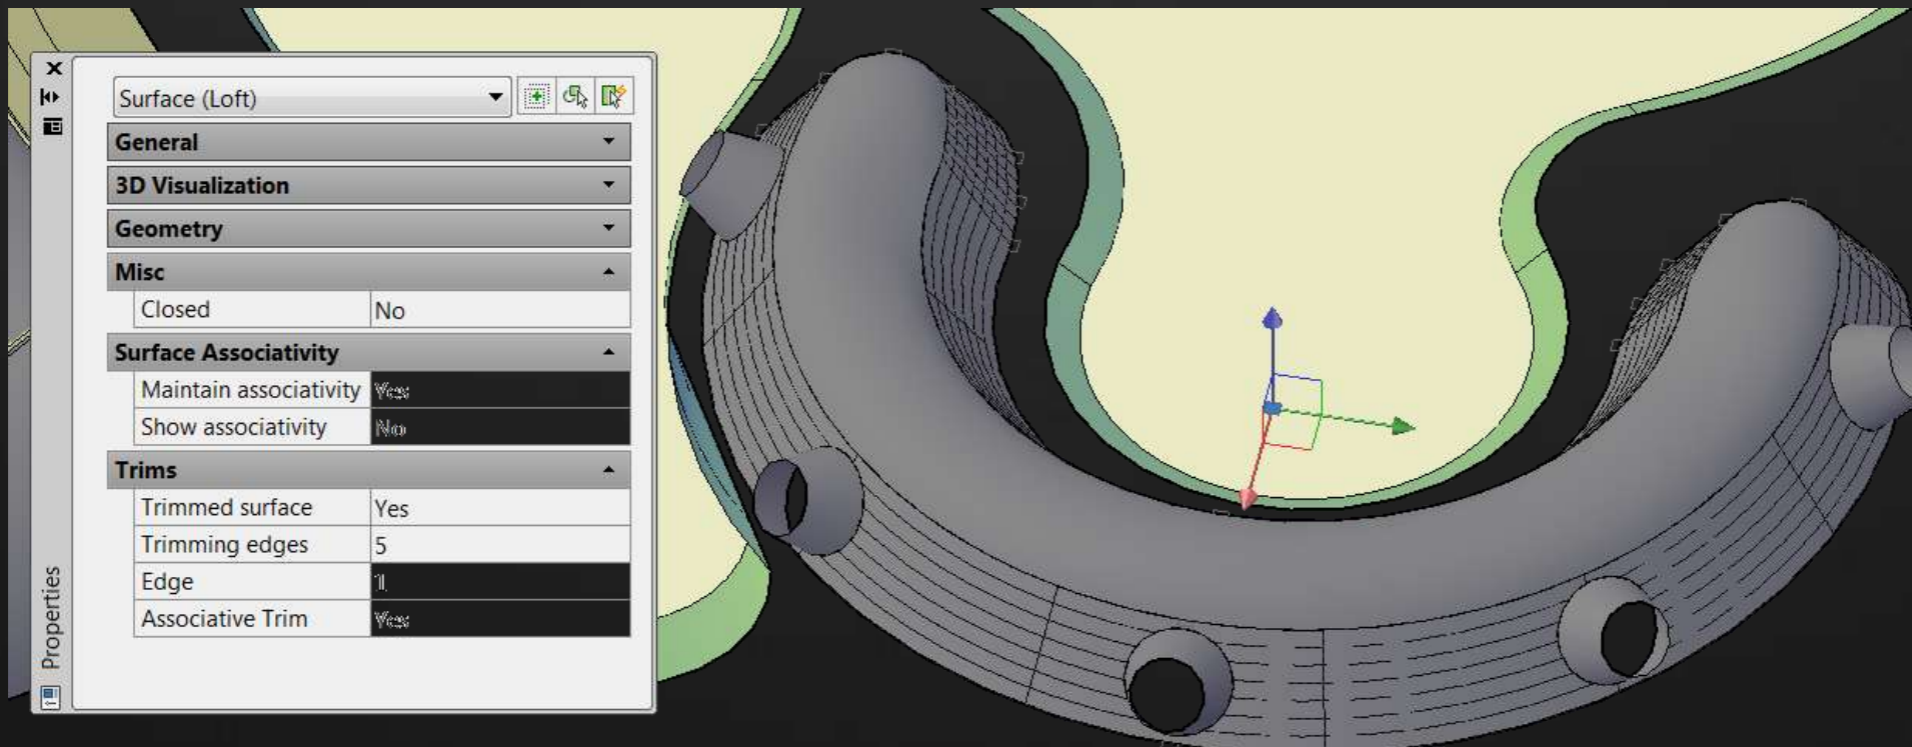 Surface (Loft)
General
3D Visualization
Geometry
Misc
Closed No
Surface Associativity
Maintain associativity Yes
Show associativity No
Trims
Trimmed surface Yes
Trimming edges 5
Edge 1
Associative Trim Yes
Properties